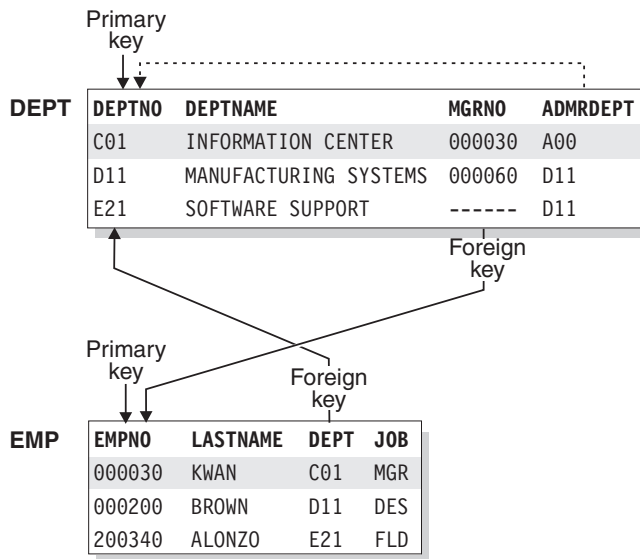 Primary
key
DEPT DEPTNO DEPTNAME MGRNO ADMRDEPT
C01 INFORMATION CENTER 000030 A00
D11 MANUFACTURING SYSTEMS 000060 D11
E21 SOFTWARE SUPPORT ------ D11
Foreign
key
Primary
key
Foreign
key
EMP EMPNO LASTNAME DEPT JOB
000030 KWAN C01 MGR
000200 BROWN D11 DES
200340 ALONZO E21 FLD